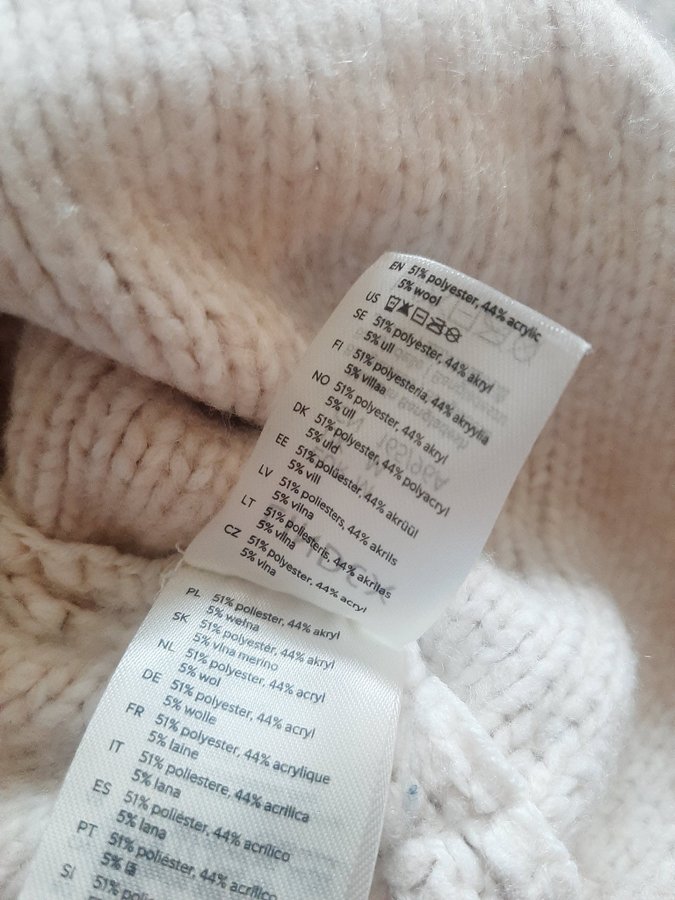 EN 51% polyester, 44% acrylic
5% wool
US
SE 51% polyester, 44% akryl
5% ull
FI 51% polyesteria, 44% akryylia
5% villaa
NO 51% polyester, 44% akryl
5% ull
DK 51% polyester, 44% polyacryl
5% uld
EE 51% polüester, 44% akrüül
5% vill
LV 51% poliesters, 44% akrils
5% vilna
LT 51% poliesteris, 44% akrilas
5% vilna
CZ 51% polyester, 44% acryl
5% vlna
PL 51% poliester, 44% akryl
5% wełna
SK 51% polyester, 44% akryl
5% vlna merino
NL 51% polyester, 44% acryl
5% wol
DE 51% polyester, 44% acryl
5% wolle
FR 51% polyester, 44% acrylique
5% laine
IT 51% poliestere, 44% acrilica
5% lana
ES 51% poliéster, 44% acrílico
5% lana
PT 51% poliéster, 44% acrílico
5% lã
SI 51%